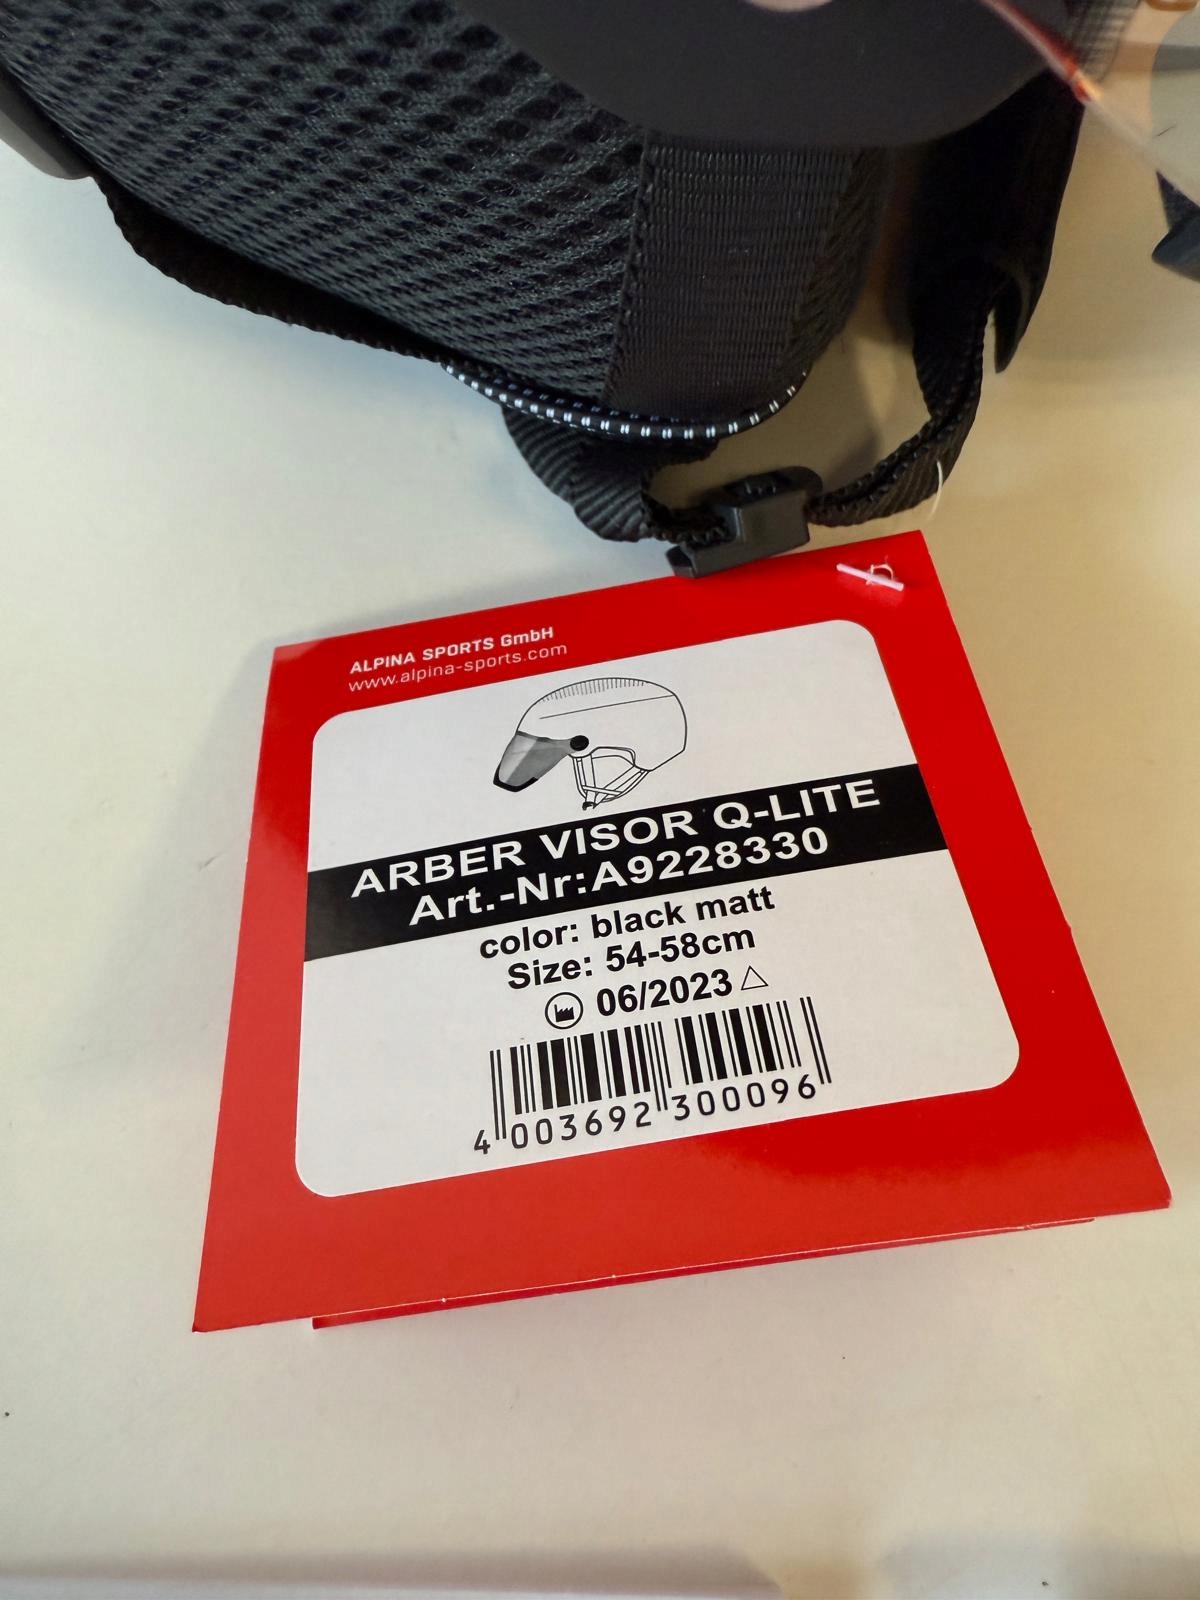 ALPINA SPORTS GmbH
www.alpina-sports.com
ARBER VISOR Q-LITE
Art.-Nr:A9228330
color: black matt
Size: 54-58cm
06/2023
4 003692 300096